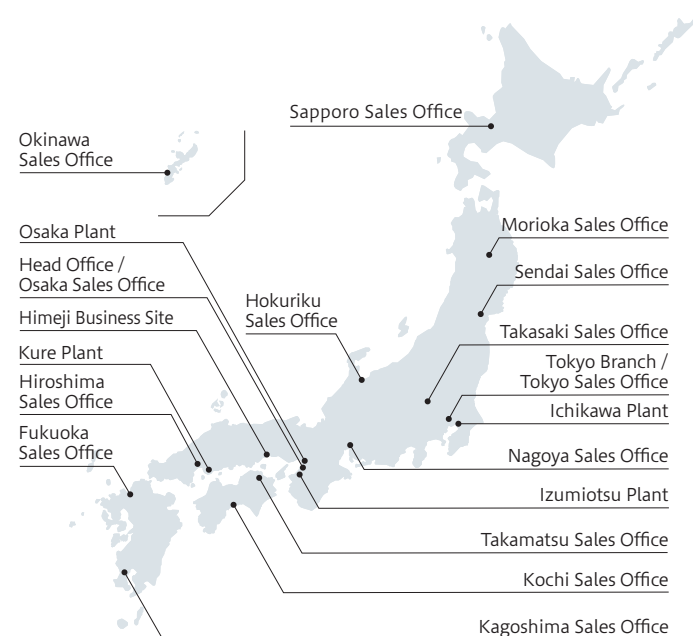 Sapporo Sales Office
Okinawa
Sales Office
Osaka Plant
Head Office /
Osaka Sales Office
Himeji Business Site
Kure Plant
Hiroshima
Sales Office
Fukuoka
Sales Office
Hokuriku
Sales Office
Morioka Sales Office
Sendai Sales Office
Takasaki Sales Office
Tokyo Branch /
Tokyo Sales Office
Ichikawa Plant
Nagoya Sales Office
Izumiotsu Plant
Takamatsu Sales Office
Kochi Sales Office
Kagoshima Sales Office